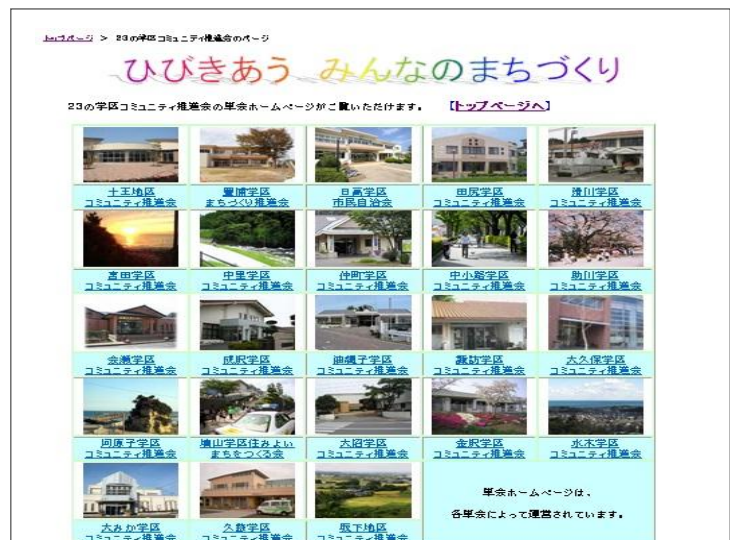 トップページ > 23の学区コミュニティ推進会のページ
ひびきあう みんなのまちづくり
23の学区コミュニティ推進会の単会ホームページがご覧いただけます。 【トップページへ】
十王地区
コミュニティ推進会
豊浦学区
まちづくり推進会
日高学区
市民自治会
田尻学区
コミュニティ推進会
滑川学区
コミュニティ推進会
宮田学区
コミュニティ推進会
中里学区
コミュニティ推進会
仲町学区
コミュニティ推進会
中小路学区
コミュニティ推進会
助川学区
コミュニティ推進会
会瀬学区
コミュニティ推進会
成沢学区
コミュニティ推進会
油縄子学区
コミュニティ推進会
諏訪学区
コミュニティ推進会
大久保学区
コミュニティ推進会
河原子学区
コミュニティ推進会
塙山学区住みよい
まちをつくる会
大沼学区
コミュニティ推進会
金沢学区
コミュニティ推進会
水木学区
コミュニティ推進会
大みか学区
コミュニティ推進会
久慈学区
コミュニティ推進会
坂下地区
コミュニティ推進会
単会ホームページは、
各単会によって運営されています。